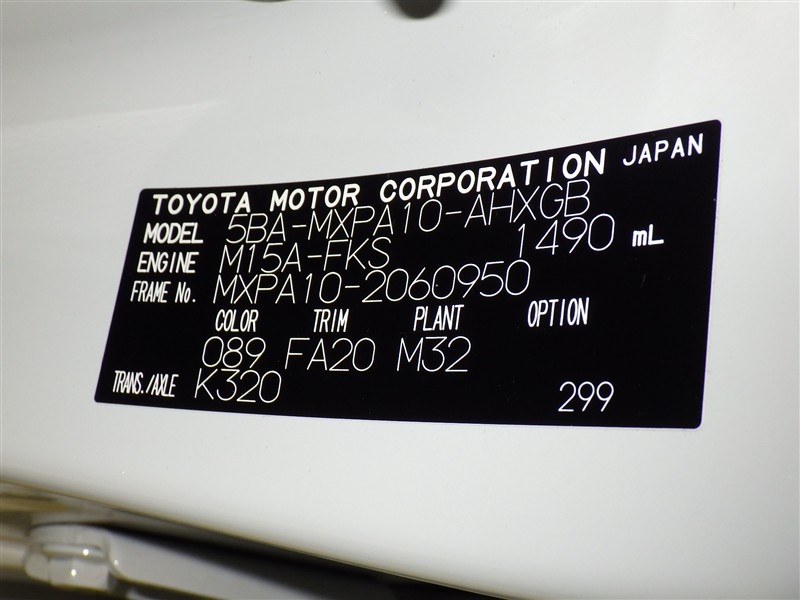 TOYOTA MOTOR CORPORATION JAPAN
MODEL 5BA-MXPA10-AHXGB
ENGINE M15A-FKS 1490 mL
FRAME No. MXPA10-2060950
COLOR TRIM PLANT OPTION
089 FA20 M32
TRANS./AXLE K320
299